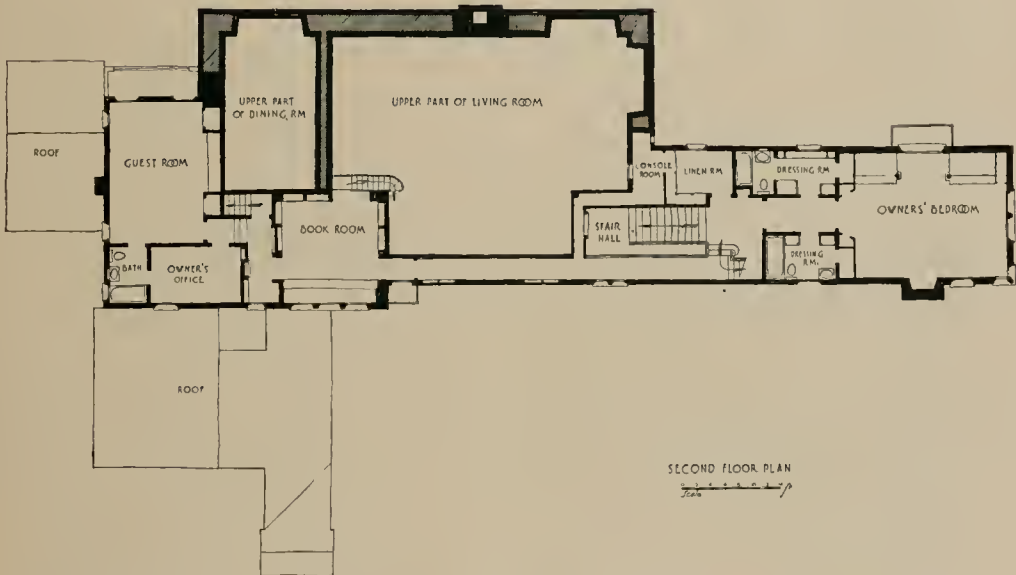 UPPER PART
OF DINING RM
UPPER PART OF LIVING ROOM
ROOF
GUEST ROOM
CONSOLE
ROOM
LINEN RM
DRESSING RM
OWNERS' BEDROOM
BOOK ROOM
STAIR
HALL
BATH
OWNER'S
OFFICE
DRESSING
RM.
ROOF
SECOND FLOOR PLAN
Scale